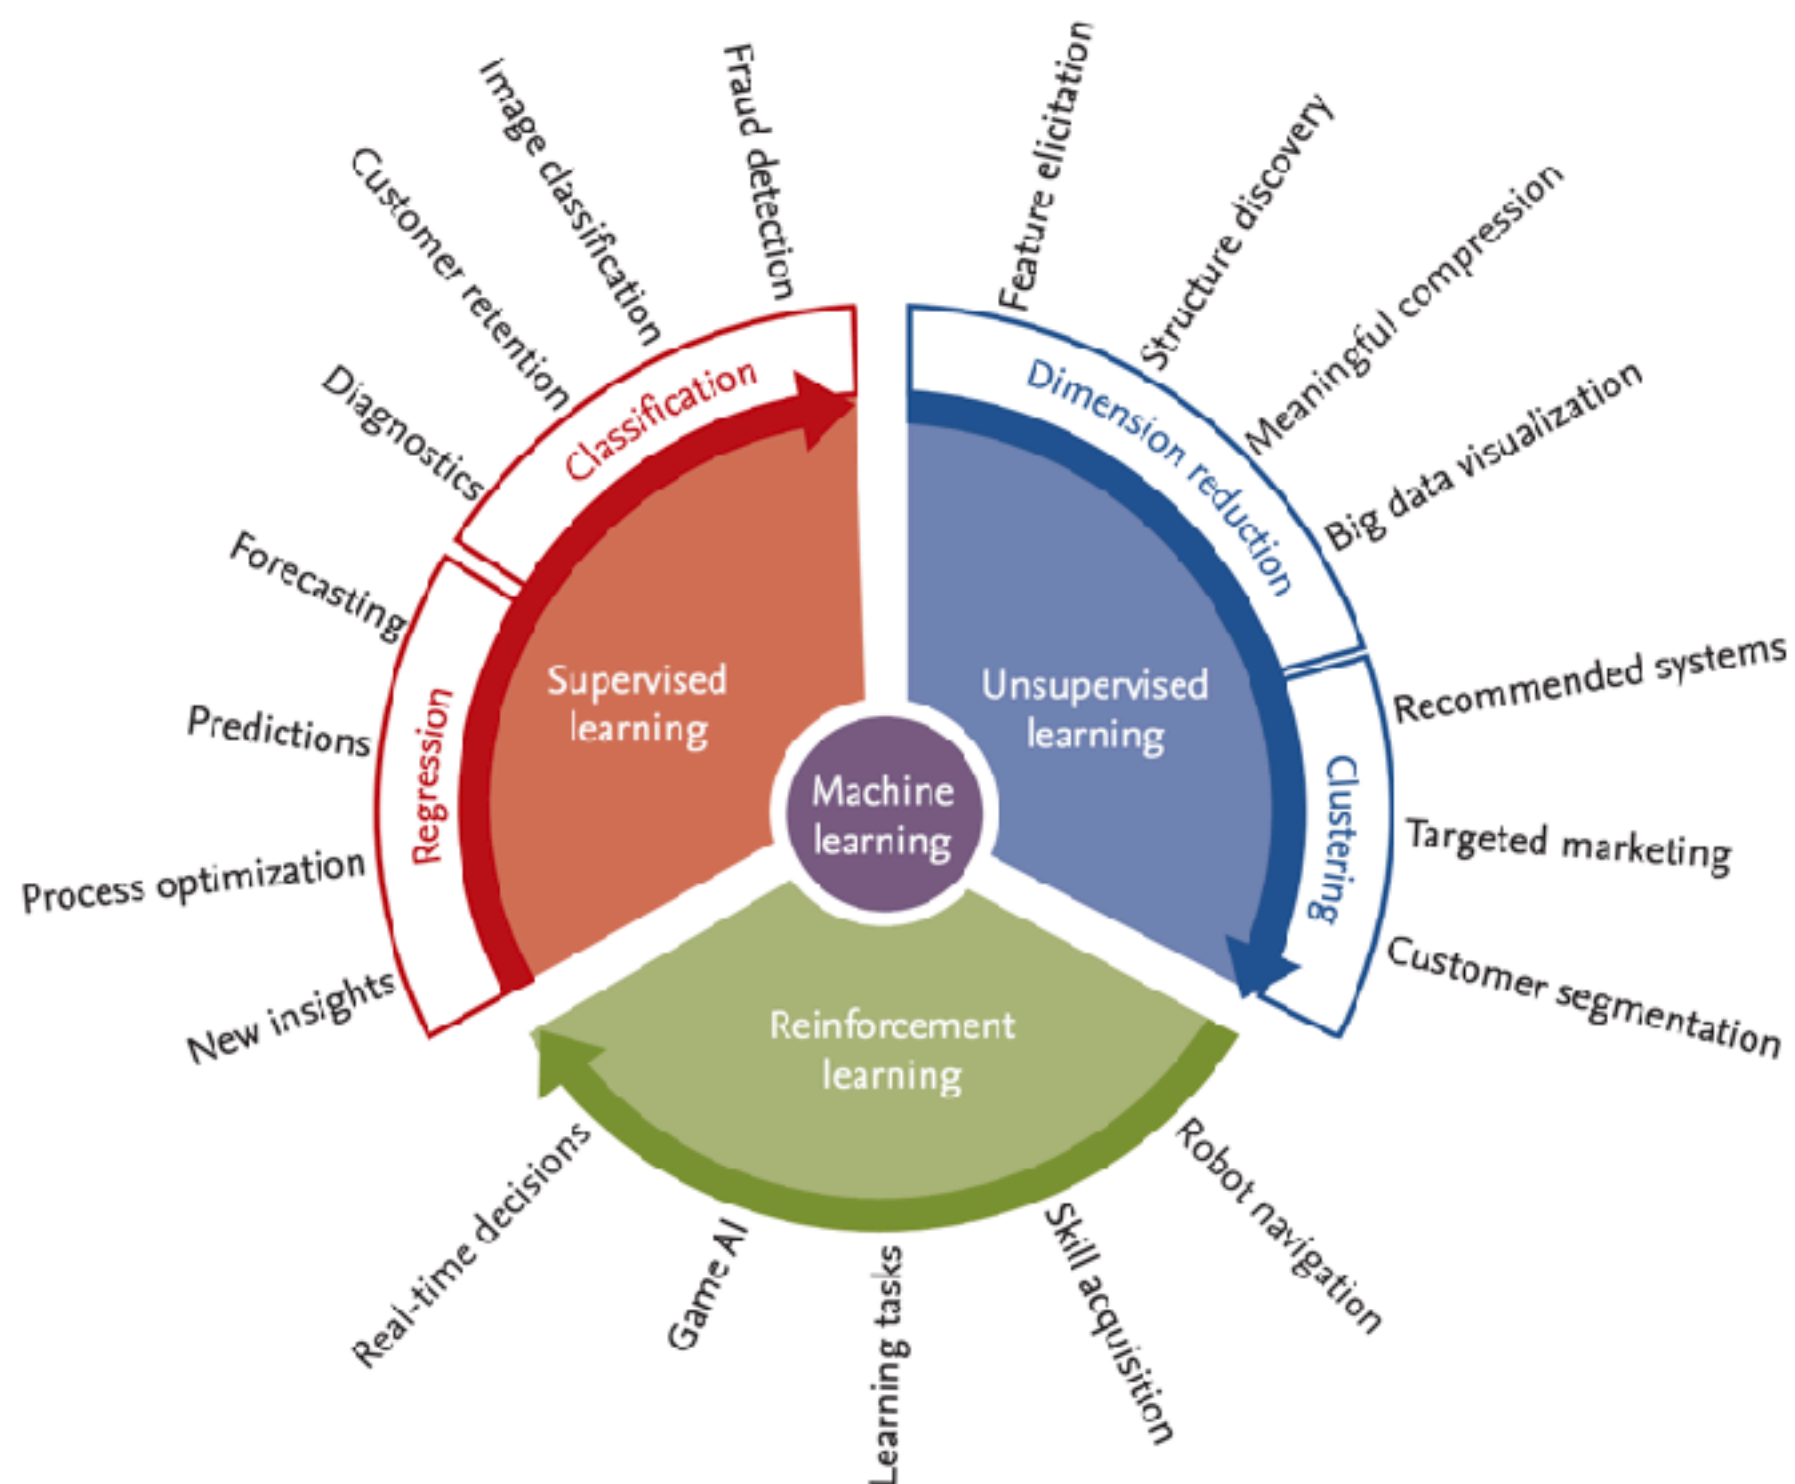 Fraud detection
Image classification
Customer retention
Diagnostics
Forecasting
Predictions
Process optimization
New insights
Classification
Regression
Supervised
learning
Feature elicitation
Structure discovery
Meaningful compression
Big data visualization
Recommended systems
Targeted marketing
Customer segmentation
Dimension reduction
Clustering
Unsupervised
learning
Machine
learning
Reinforcement
learning
Real-time decisions
Game AI
Learning tasks
Skill acquisition
Robot navigation